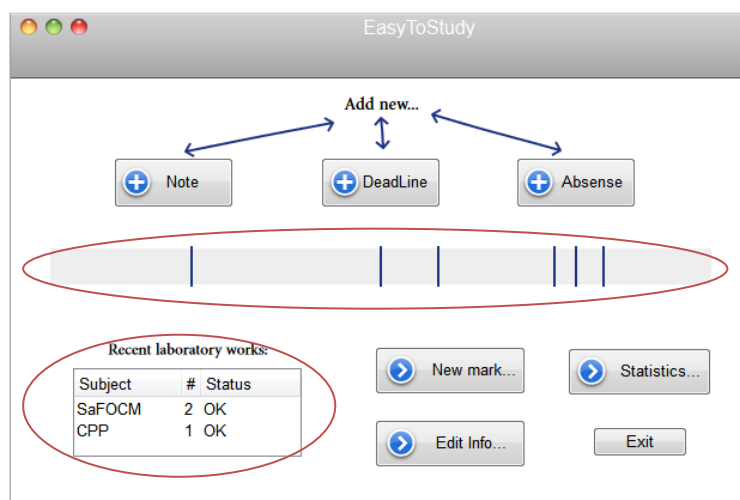 EasyToStudy
Add new...
Note
DeadLine
Absense
Recent laboratory works:
Subject # Status
SaFOCM 2 OK
CPP 1 OK
New mark...
Statistics...
Edit Info...
Exit